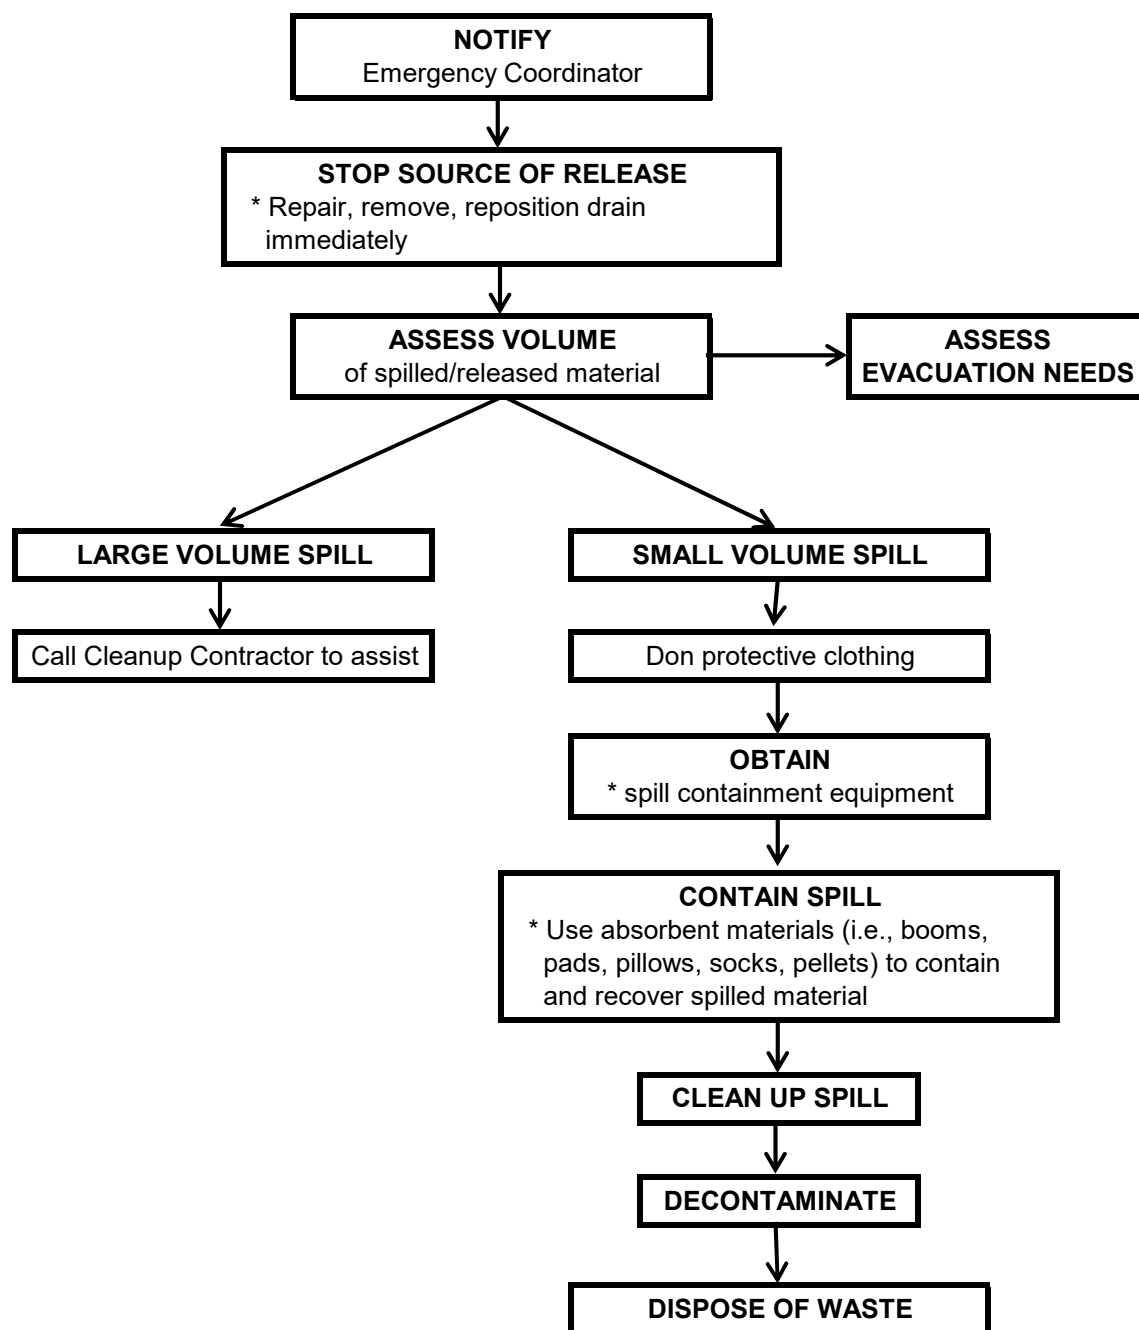 NOTIFY
Emergency Coordinator
STOP SOURCE OF RELEASE
* Repair, remove, reposition drain
immediately
ASSESS VOLUME
of spilled/released material
ASSESS
EVACUATION NEEDS
LARGE VOLUME SPILL
Call Cleanup Contractor to assist
SMALL VOLUME SPILL
Don protective clothing
OBTAIN
* spill containment equipment
CONTAIN SPILL
* Use absorbent materials (i.e., booms,
pads, pillows, socks, pellets) to contain
and recover spilled material
CLEAN UP SPILL
DECONTAMINATE
DISPOSE OF WASTE